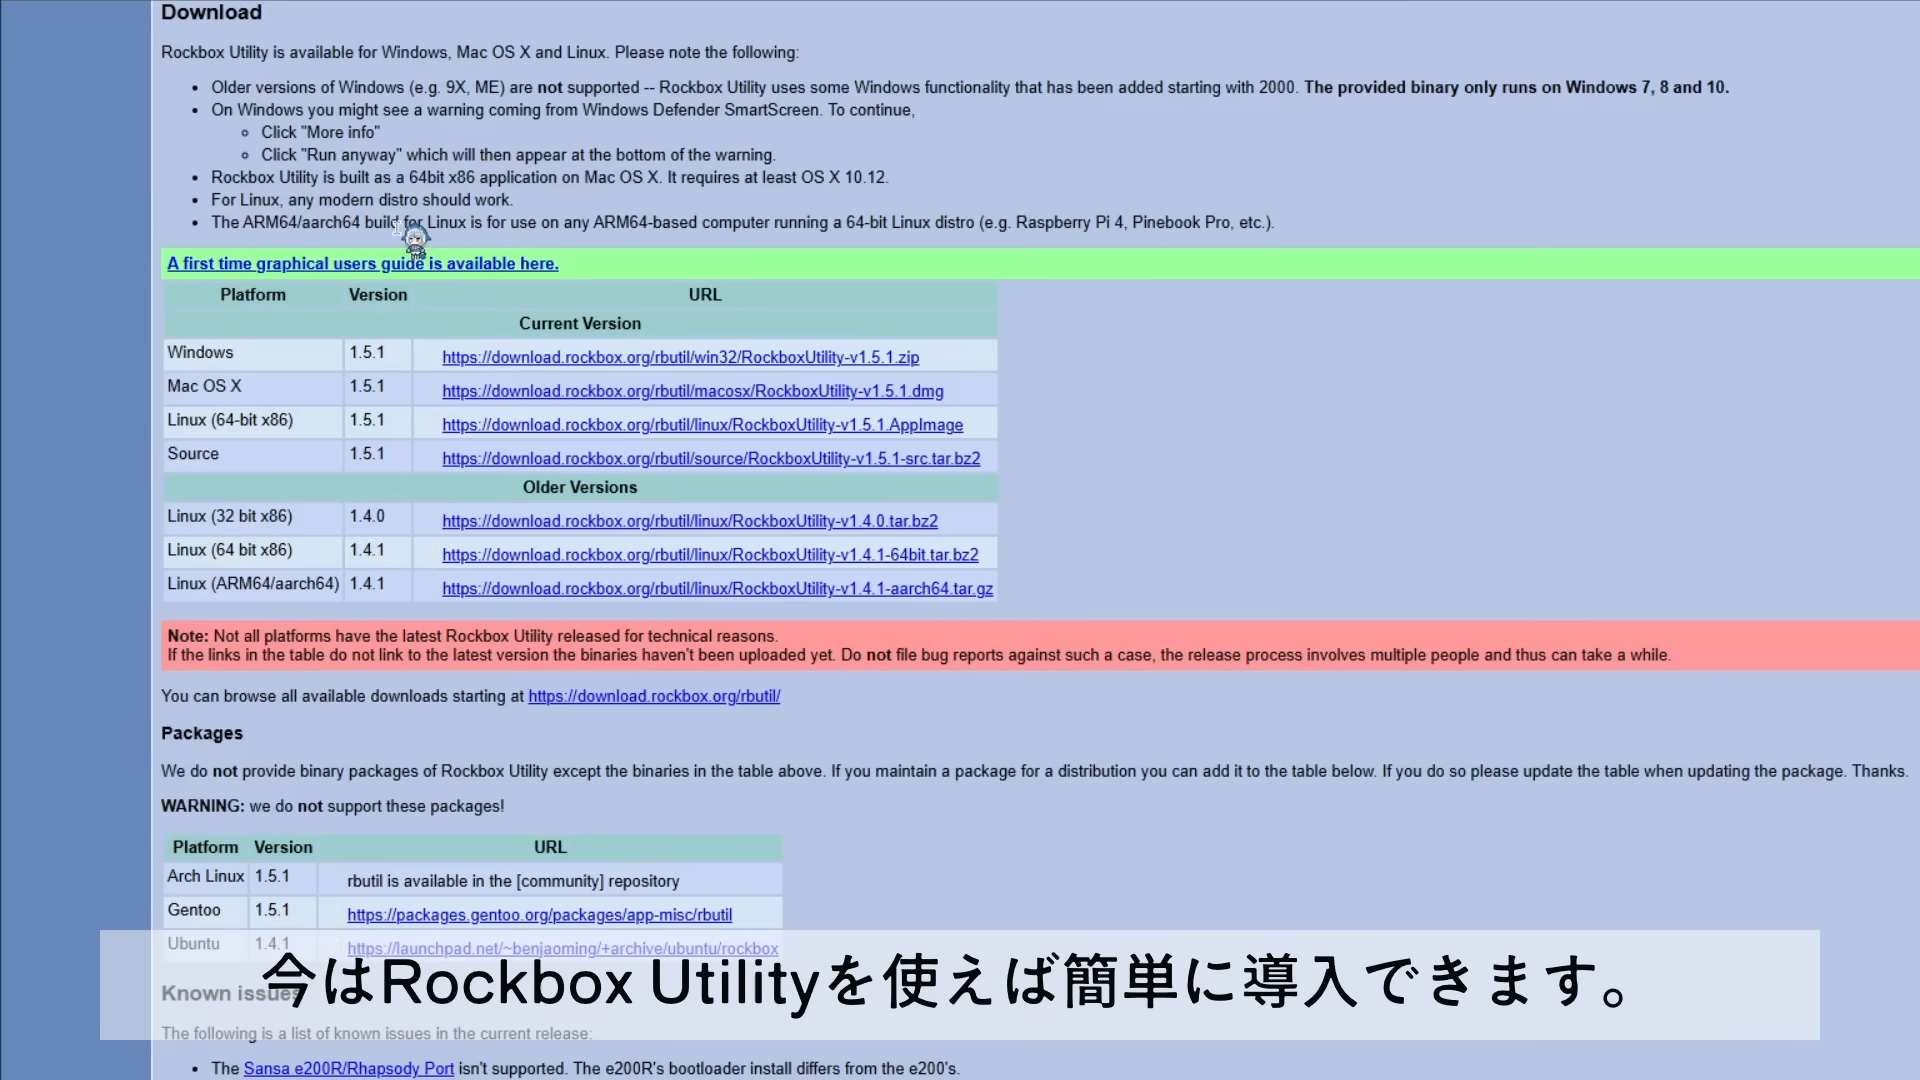 Download
Rockbox Utility is available for Windows, Mac OS X and Linux. Please note the following:
Older versions of Windows (e.g. 9X, ME) are not supported -- Rockbox Utility uses some Windows functionality that has been added starting with 2000. The provided binary only runs on Windows 7, 8 and 10.
On Windows you might see a warning coming from Windows Defender SmartScreen. To continue,
Click "More info"
Click "Run anyway" which will then appear at the bottom of the warning.
Rockbox Utility is built as a 64bit x86 application on Mac OS X. It requires at least OS X 10.12.
For Linux, any modern distro should work.
The ARM64/aarch64 build for Linux is for use on any ARM64-based computer running a 64-bit Linux distro (e.g. Raspberry Pi 4, Pinebook Pro, etc.).
A first time graphical users guide is available here.
Platform Version URL
Current Version
Windows 1.5.1 https://download.rockbox.org/rbutil/win32/RockboxUtility-v1.5.1.zip
Mac OS X 1.5.1 https://download.rockbox.org/rbutil/macosx/RockboxUtility-v1.5.1.dmg
Linux (64-bit x86) 1.5.1 https://download.rockbox.org/rbutil/linux/RockboxUtility-v1.5.1.AppImage
Source 1.5.1 https://download.rockbox.org/rbutil/source/RockboxUtility-v1.5.1-src.tar.bz2
Older Versions
Linux (32 bit x86) 1.4.0 https://download.rockbox.org/rbutil/linux/RockboxUtility-v1.4.0.tar.bz2
Linux (64 bit x86) 1.4.1 https://download.rockbox.org/rbutil/linux/RockboxUtility-v1.4.1-64bit.tar.bz2
Linux (ARM64/aarch64) 1.4.1 https://download.rockbox.org/rbutil/linux/RockboxUtility-v1.4.1-aarch64.tar.gz
Note: Not all platforms have the latest Rockbox Utility released for technical reasons.
If the links in the table do not link to the latest version the binaries haven't been uploaded yet. Do not file bug reports against such a case, the release process involves multiple people and thus can take a while.
You can browse all available downloads starting at https://download.rockbox.org/rbutil/
Packages
We do not provide binary packages of Rockbox Utility except the binaries in the table above. If you maintain a package for a distribution you can add it to the table below. If you do so please update the table when updating the package. Thanks.
WARNING: we do not support these packages!
Platform Version URL
Arch Linux 1.5.1 rbutil is available in the [community] repository
Gentoo 1.5.1 https://packages.gentoo.org/packages/app-misc/rbutil
Ubuntu 1.4.1 https://launchpad.net/~benjaoming/+archive/ubuntu/rockbox
今はRockbox Utilityを使えば簡単に導入できます。
Known issues
The following is a list of known issues in the current release:
The Sansa e200R/Rhapsody Port isn't supported. The e200R's bootloader install differs from the e200's.